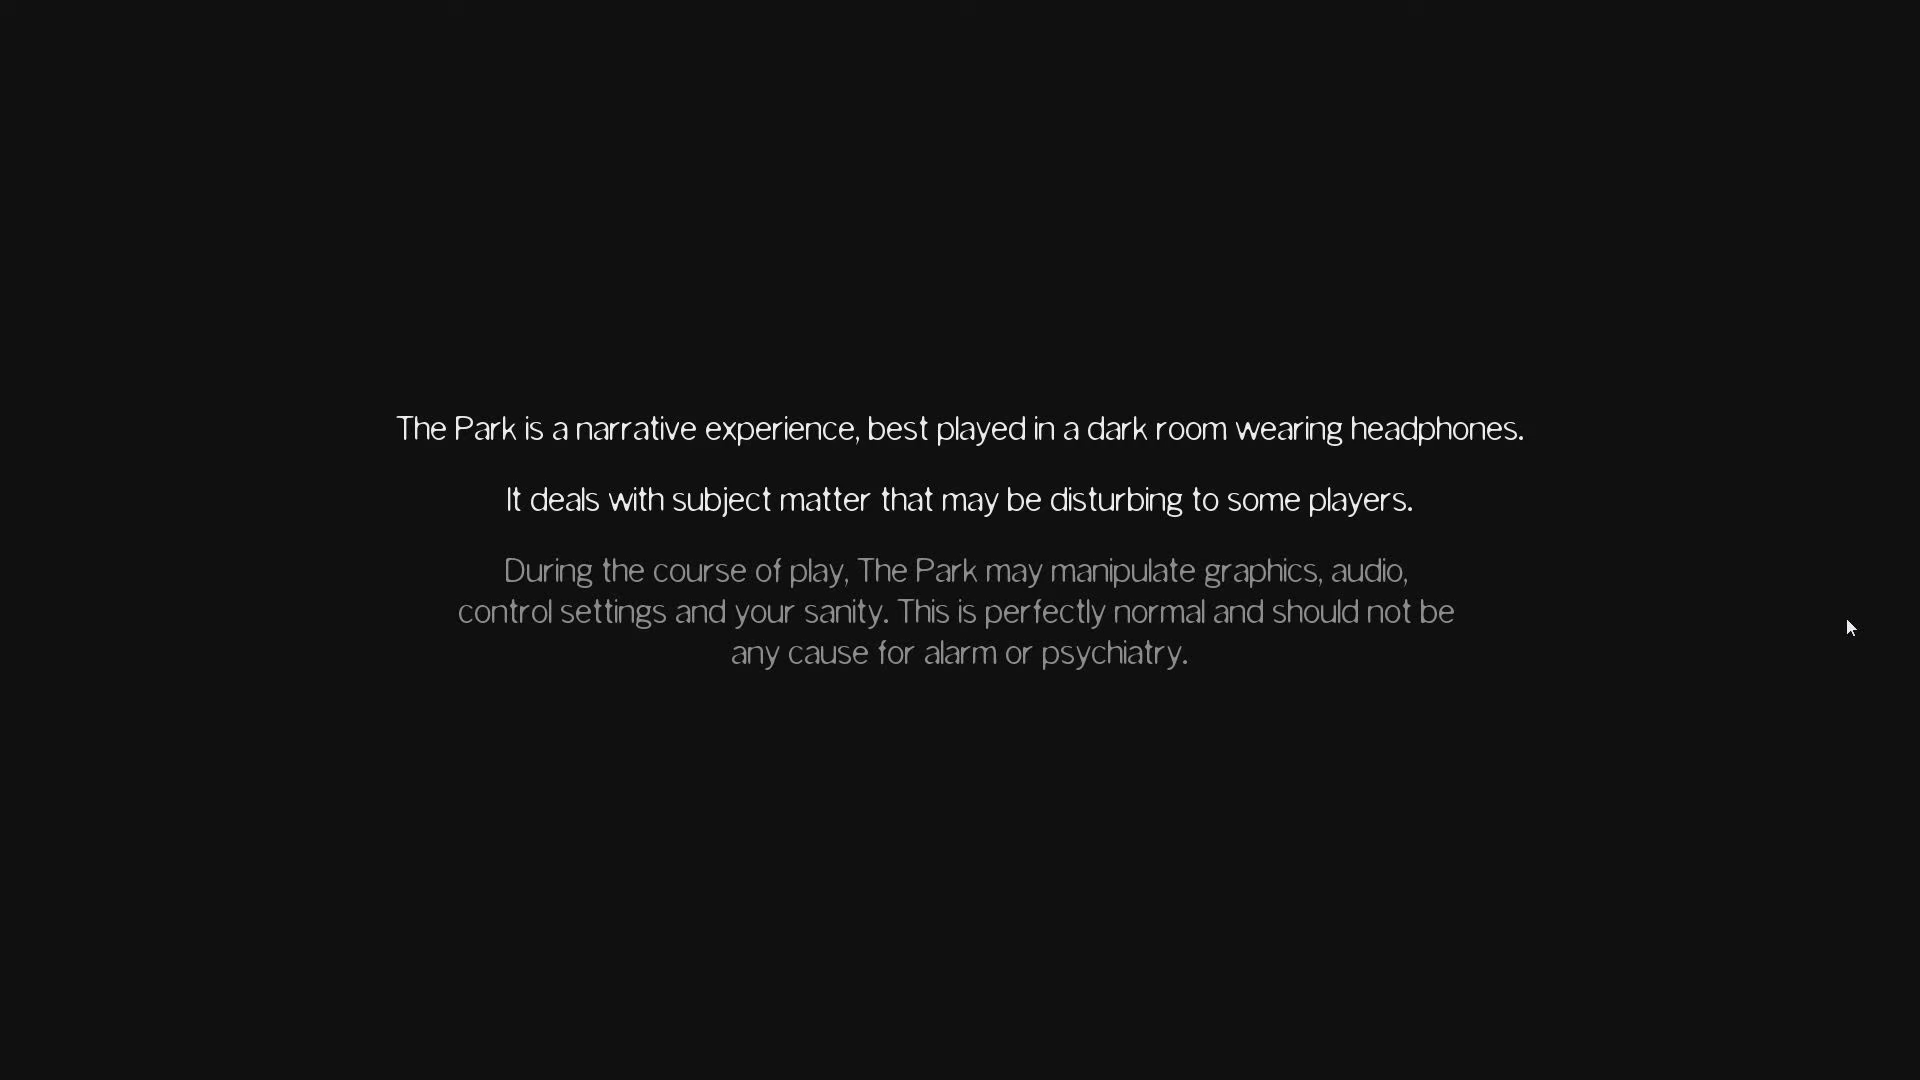 The Park is a narrative experience, best played in a dark room wearing headphones.
It deals with subject matter that may be disturbing to some players.
During the course of play, The Park may manipulate graphics, audio,
control settings and your sanity. This is perfectly normal and should not be
any cause for alarm or psychiatry.